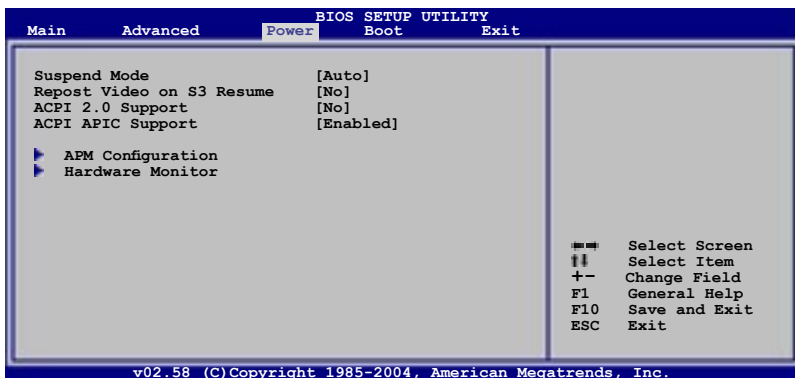 BIOS SETUP UTILITY
Main Advanced Power Boot Exit
Suspend Mode [Auto]
Repost Video on S3 Resume [No]
ACPI 2.0 Support [No]
ACPI APIC Support [Enabled]
APM Configuration
Hardware Monitor
Select Screen
Select Item
+- Change Field
F1 General Help
F10 Save and Exit
ESC Exit
v02.58 (C)Copyright 1985-2004, American Megatrends, Inc.